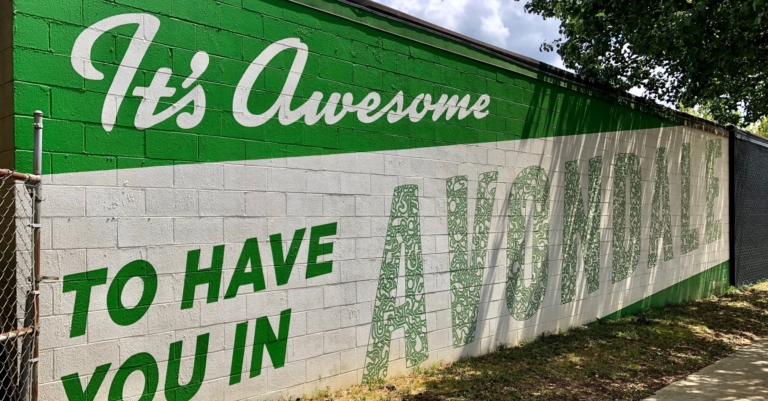 It's Awesome
TO HAVE
YOU IN
AVONDALE